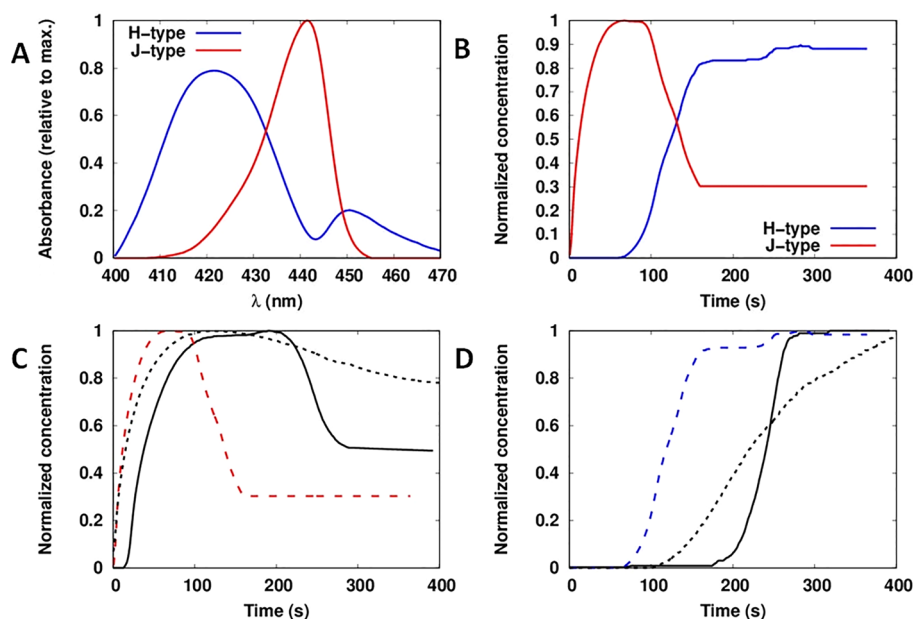 A
Absorbance (relative to max.)
H-type
J-type
1
0.8
0.6
0.4
0.2
0
400 410 420 430 440 450 460 470
λ (nm)
B
Normalized concentration
1
0.9
0.8
0.7
0.6
0.5
0.4
0.3
0.2
0.1
0
H-type
J-type
0 100 200 300 400
Time (s)
C
Normalized concentration
1
0.8
0.6
0.4
0.2
0
0 100 200 300 400
Time (s)
D
Normalized concentration
1
0.8
0.6
0.4
0.2
0
0 100 200 300 400
Time (s)